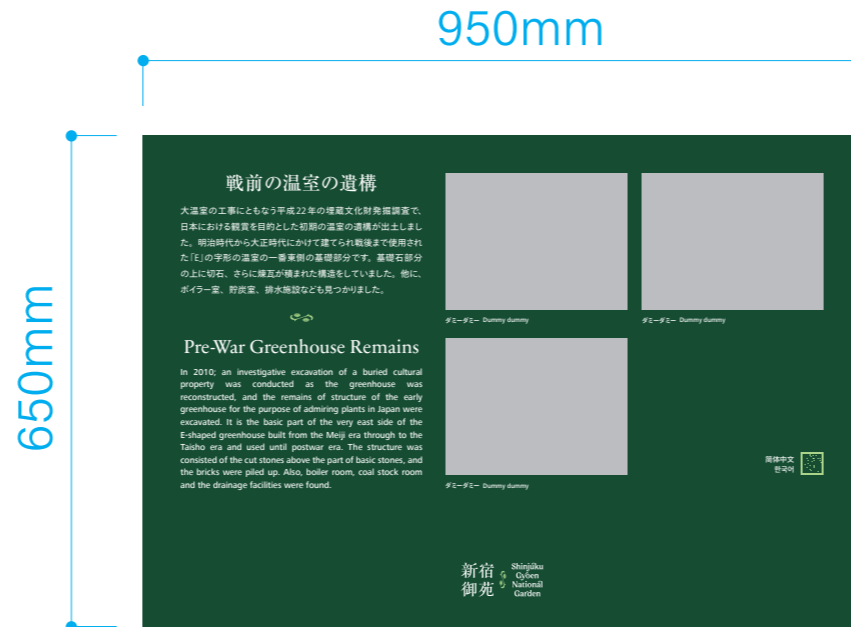 950mm
650mm
戦前の温室の遺構
大温室の工事にともなう平成22年の埋蔵文化財発掘調査で、
日本における観賞を目的とした初期の温室の遺構が出土しまし
た。明治時代から大正時代にかけて建てられ戦後まで使用され
た「E」の字形の温室の一番東側の基礎部分です。基礎石部分
の上に切石、さらに煉瓦が積まれた構造をしていました。他に、
ボイラー室、貯炭室、排水施設なども見つかりました。
Pre-War Greenhouse Remains
In 2010; an investigative excavation of a buried cultural
property was conducted as the greenhouse was
reconstructed, and the remains of structure of the early
greenhouse for the purpose of admiring plants in Japan were
excavated. It is the basic part of the very east side of the
E-shaped greenhouse built from the Meiji era through to the
Taisho era and used until postwar era. The structure was
consisted of the cut stones above the part of basic stones, and
the bricks were piled up. Also, boiler room, coal stock room
and the drainage facilities were found.
ダミーダミー Dummy dummy
ダミーダミー Dummy dummy
ダミーダミー Dummy dummy
简体中文
한국어
新宿
御苑
Shinjuku
Gyoen
National
Garden